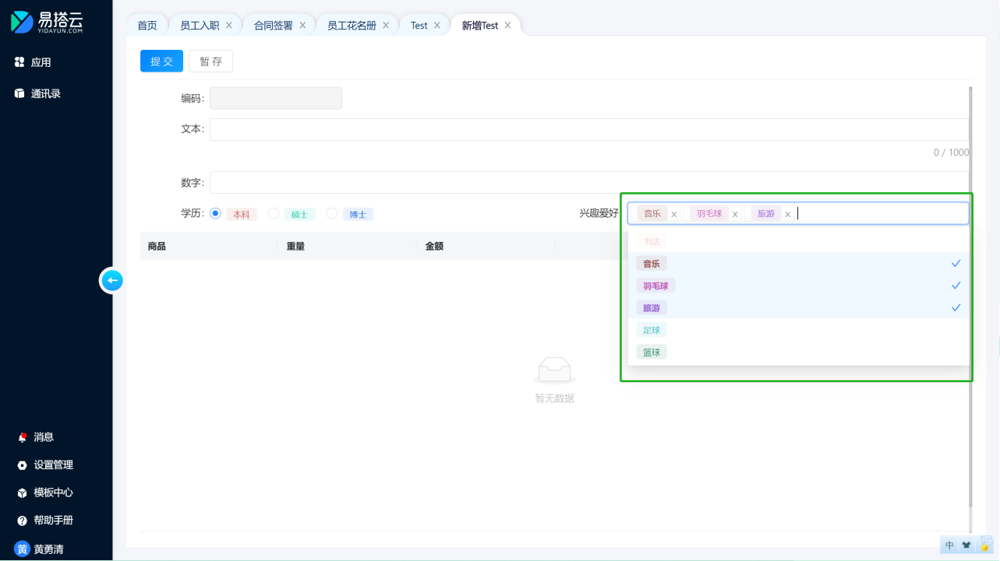 易搭云
YIDAYUN.COM
应用
通讯录
消息
设置管理
模板中心
帮助手册
黄 黄勇清
首页 员工入职 合同签署 员工花名册 Test 新增Test
提 交 暂 存
编码:
文本:
0 / 1000
数字:
学历: 本科 硕士 博士 兴趣爱好 音乐 羽毛球 旅游
商品 重量 金额
书法
音乐
羽毛球
旅游
足球
篮球
暂无数据
中